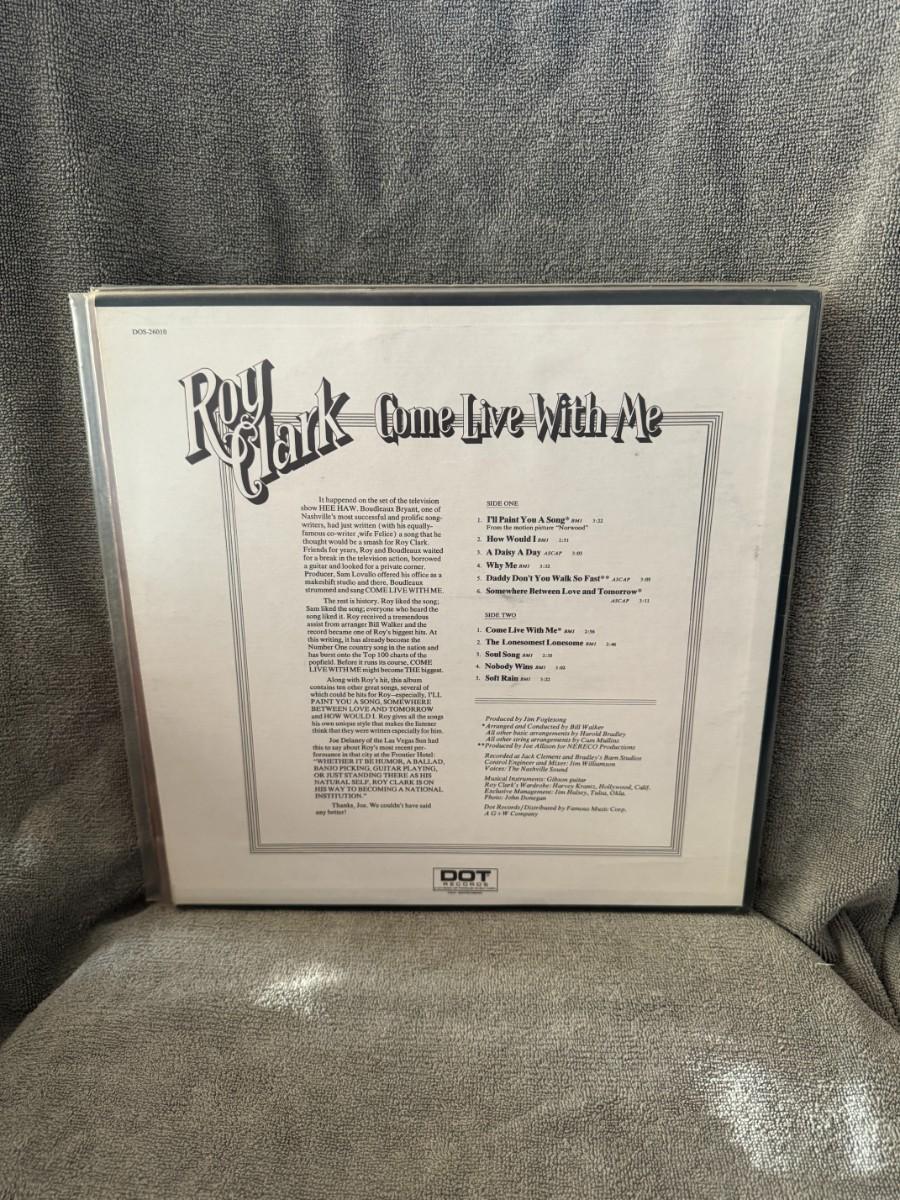 DOS-26010
Roy Clark
Come Live With Me
It happened on the set of the television
show HEE HAW. Boudleaux Bryant, one of
Nashville's most successful and prolific song-
writers, had just written (with his equally-
famous co-writer ,wife Felice) a song that he
thought would be a smash for Roy Clark.
Friends for years, Roy and Boudleaux waited
for a break in the television action, borrowed
a guitar and looked for a private corner.
Producer, Sam Lovullo offered his office as a
makeshift studio and there, Boudleaux
strummed and sang COME LIVE WITH ME.
The rest is history. Roy liked the song;
Sam liked the song; everyone who heard the
song liked it. Roy received a tremendous
assist from arranger Bill Walker and the
record became one of Roy's biggest hits. At
this writing, it has already become the
Number One country song in the nation and
has burst onto the Top 100 charts of the
popfield. Before it runs its course, COME
LIVE WITH ME might become THE biggest.
Along with Roy's hit, this album
contains ten other great songs, several of
which could be hits for Roy—especially, I'LL
PAINT YOU A SONG, SOMEWHERE
BETWEEN LOVE AND TOMORROW
and HOW WOULD I. Roy gives all the songs
his own unique style that makes the listener
think that they were written especially for him.
Joe Delaney of the Las Vegas Sun had
this to say about Roy's most recent per-
formance in that city at the Frontier Hotel:
"WHETHER IT BE HUMOR, A BALLAD,
BANJO PICKING, GUITAR PLAYING,
OR JUST STANDING THERE AS HIS
NATURAL SELF, ROY CLARK IS ON
HIS WAY TO BECOMING A NATIONAL
INSTITUTION."
Thanks, Joe. We couldn't have said
any better!
SIDE ONE
1. I'll Paint You A Song* BMI 3:22
From the motion picture "Norwood"
2. How Would I BMI 2:51
3. A Daisy A Day ASCAP 3:05
4. Why Me BMI 3:32
5. Daddy Don't You Walk So Fast** ASCAP 3:05
6. Somewhere Between Love and Tomorrow*
ASCAP 3:11
SIDE TWO
1. Come Live With Me* BMI 2:56
2. The Lonesomest Lonesome BMI 2:46
3. Soul Song BMI 2:38
4. Nobody Wins BMI 3:02
5. Soft Rain BMI 3:22
Produced by Jim Foglesong
*Arranged and Conducted by Bill Walker
All other basic arrangements by Harold Bradley
All other string arrangements by Cam Mullins
**Produced by Joe Allison for NERECO Productions
Recorded at Jack Clement and Bradley's Barn Studios
Control Engineer and Mixer: Jim Williamson
Voices: The Nashville Sound
Musical Instruments: Gibson guitar
Roy Clark's Wardrobe: Harvey Krantz, Hollywood, Calif.
Exclusive Management: Jim Halsey, Tulsa, Okla.
Photo: John Donegan
Dot Records/Distributed by Famous Music Corp.
A G+W Company
DOT
RECORDS